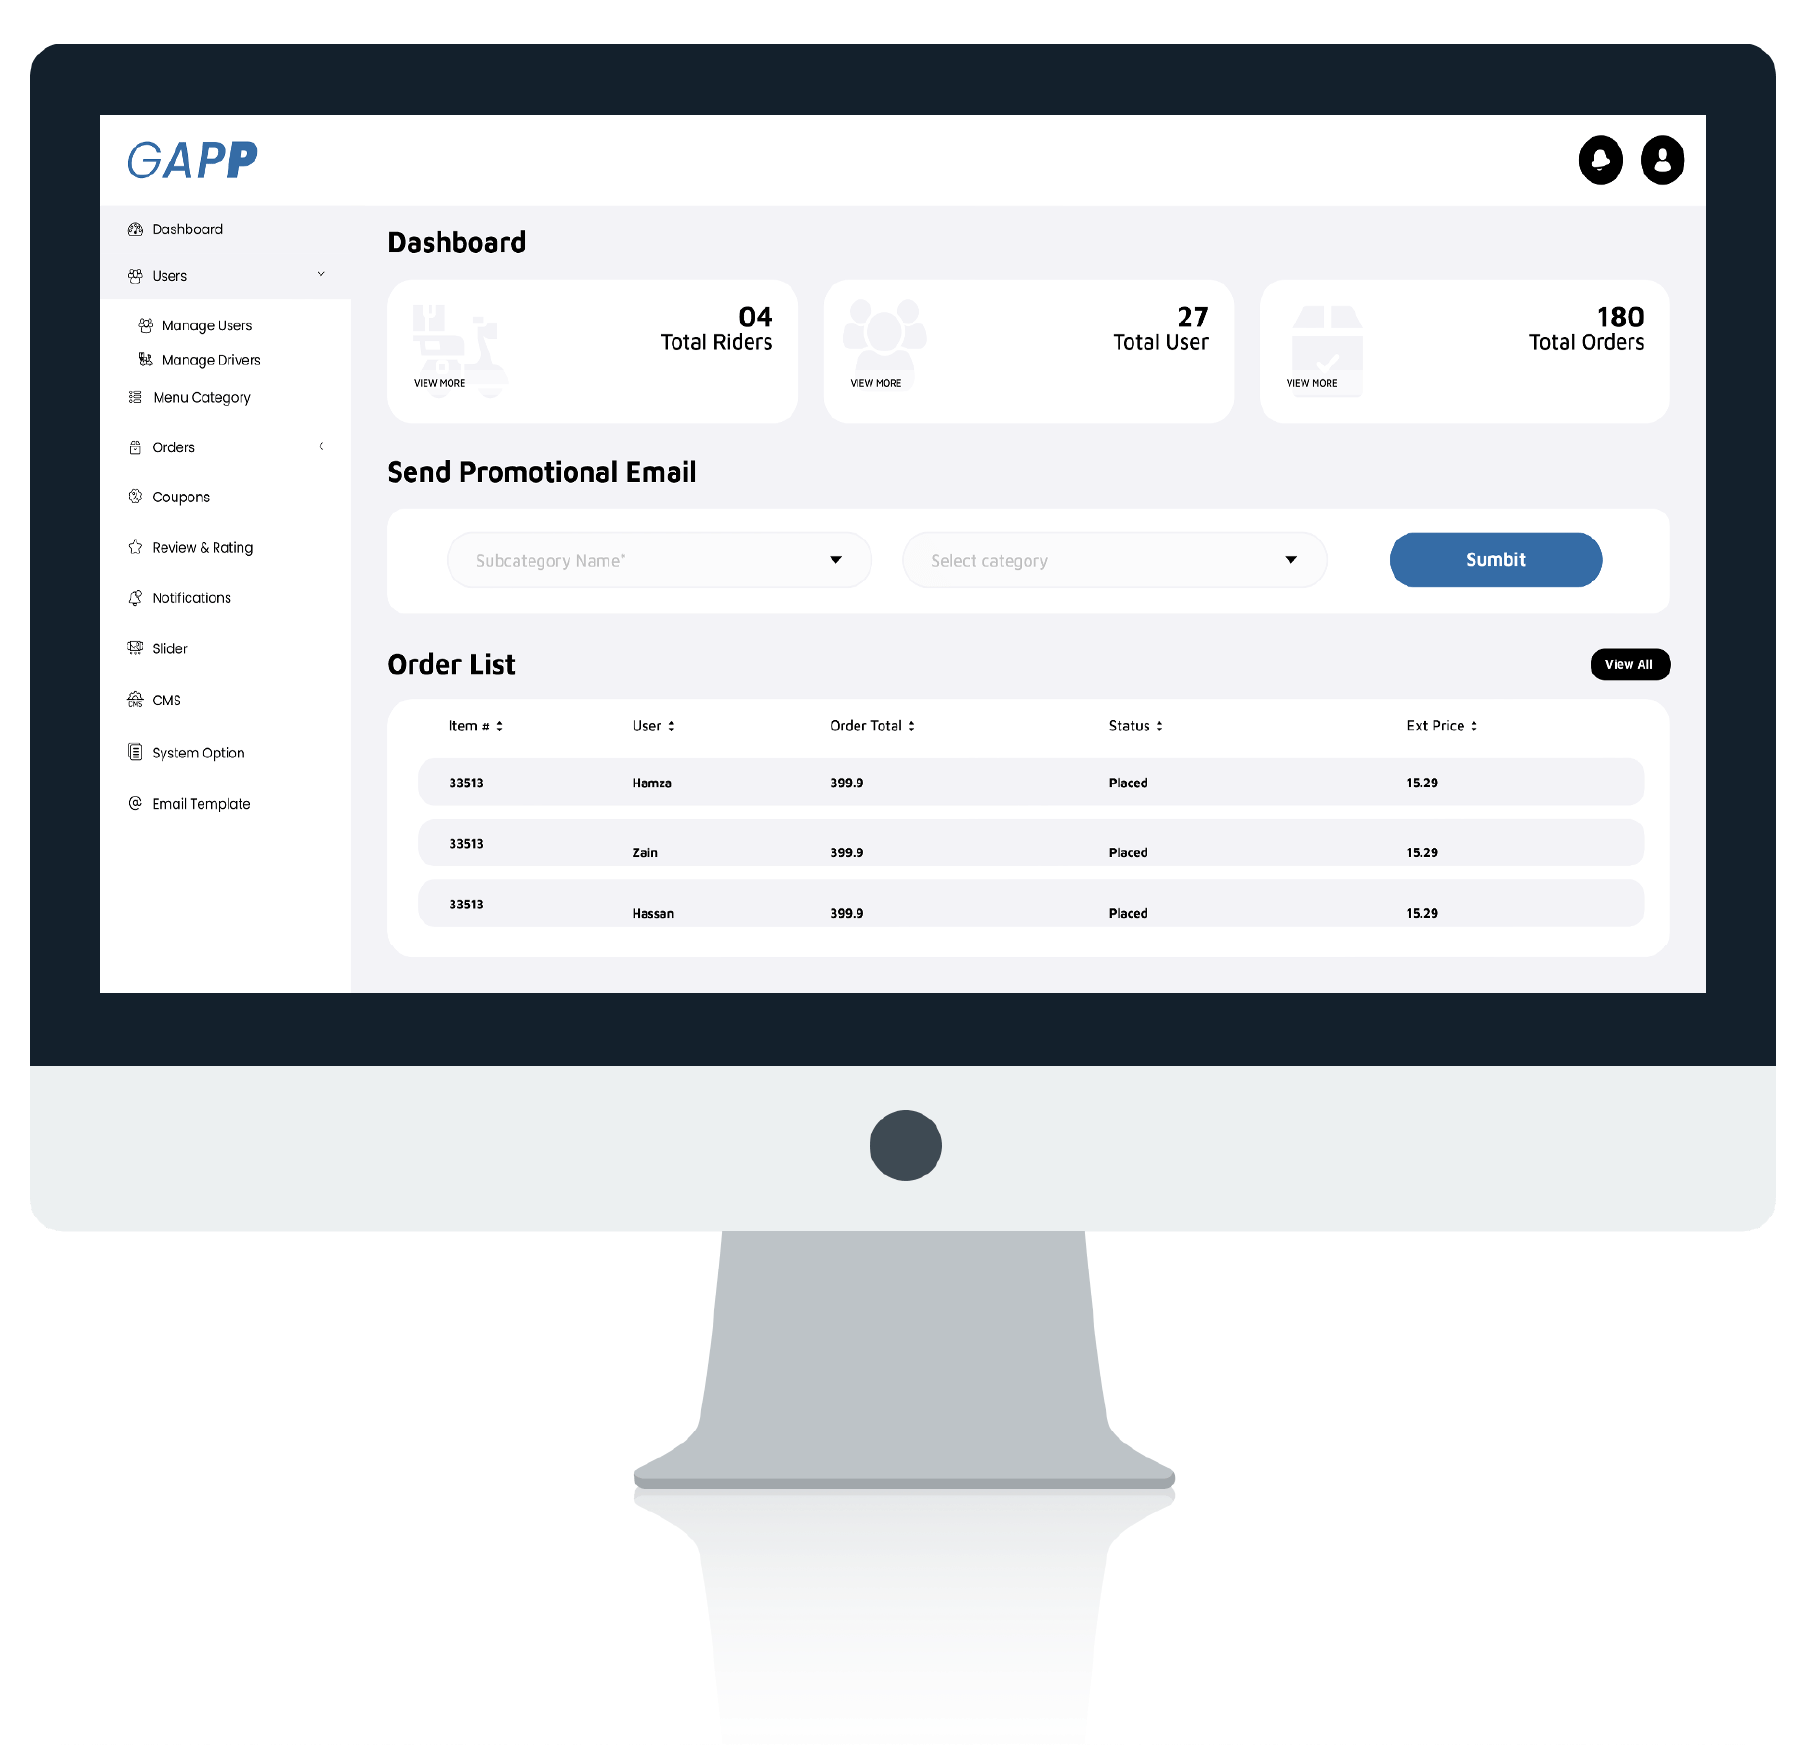 GAPP
Dashboard
Users
Manage Users
Manage Drivers
Menu Category
Orders
Coupons
Review & Rating
Notifications
Slider
CMS
System Option
Email Template
Dashboard
04
Total Riders
VIEW MORE
27
Total User
VIEW MORE
180
Total Orders
VIEW MORE
Send Promotional Email
Subcategory Name*
Select category
Sumbit
Order List
View All
Item # User Order Total Status Ext Price
33513 Hamza 399.9 Placed 15.29
33513 Zain 399.9 Placed 15.29
33513 Hassan 399.9 Placed 15.29